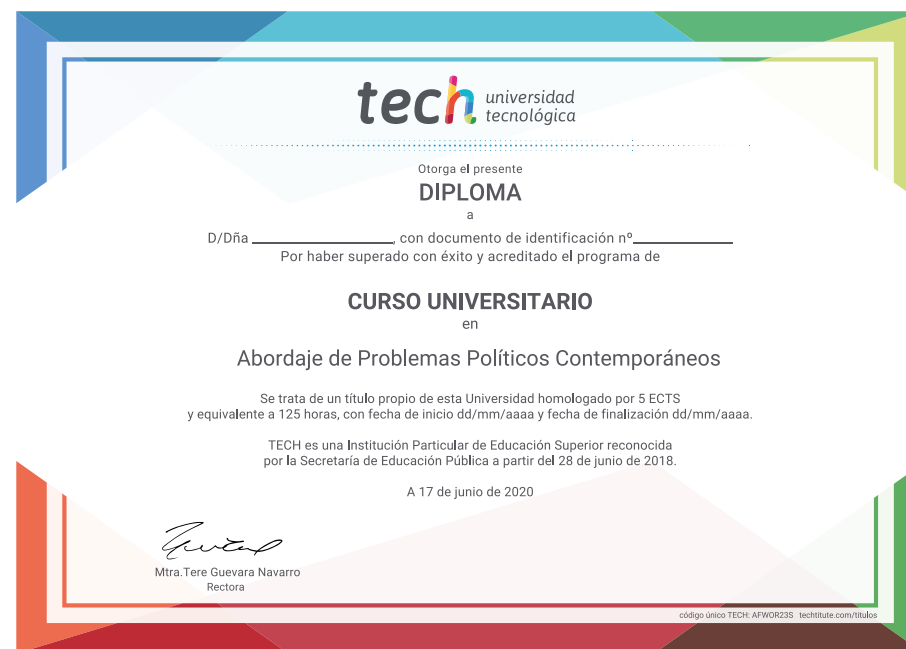 tech universidad
tecnológica
Otorga el presente
DIPLOMA
a
D/Dña ____________________, con documento de identificación nº______________
Por haber superado con éxito y acreditado el programa de
CURSO UNIVERSITARIO
en
Abordaje de Problemas Políticos Contemporáneos
Se trata de un título propio de esta Universidad homologado por 5 ECTS
y equivalente a 125 horas, con fecha de inicio dd/mm/aaaa y fecha de finalización dd/mm/aaaa.
TECH es una Institución Particular de Educación Superior reconocida
por la Secretaría de Educación Pública a partir del 28 de junio de 2018.
A 17 de junio de 2020
Mtra.Tere Guevara Navarro
Rectora
código único TECH: AFWOR23S techtitute.com/titulos